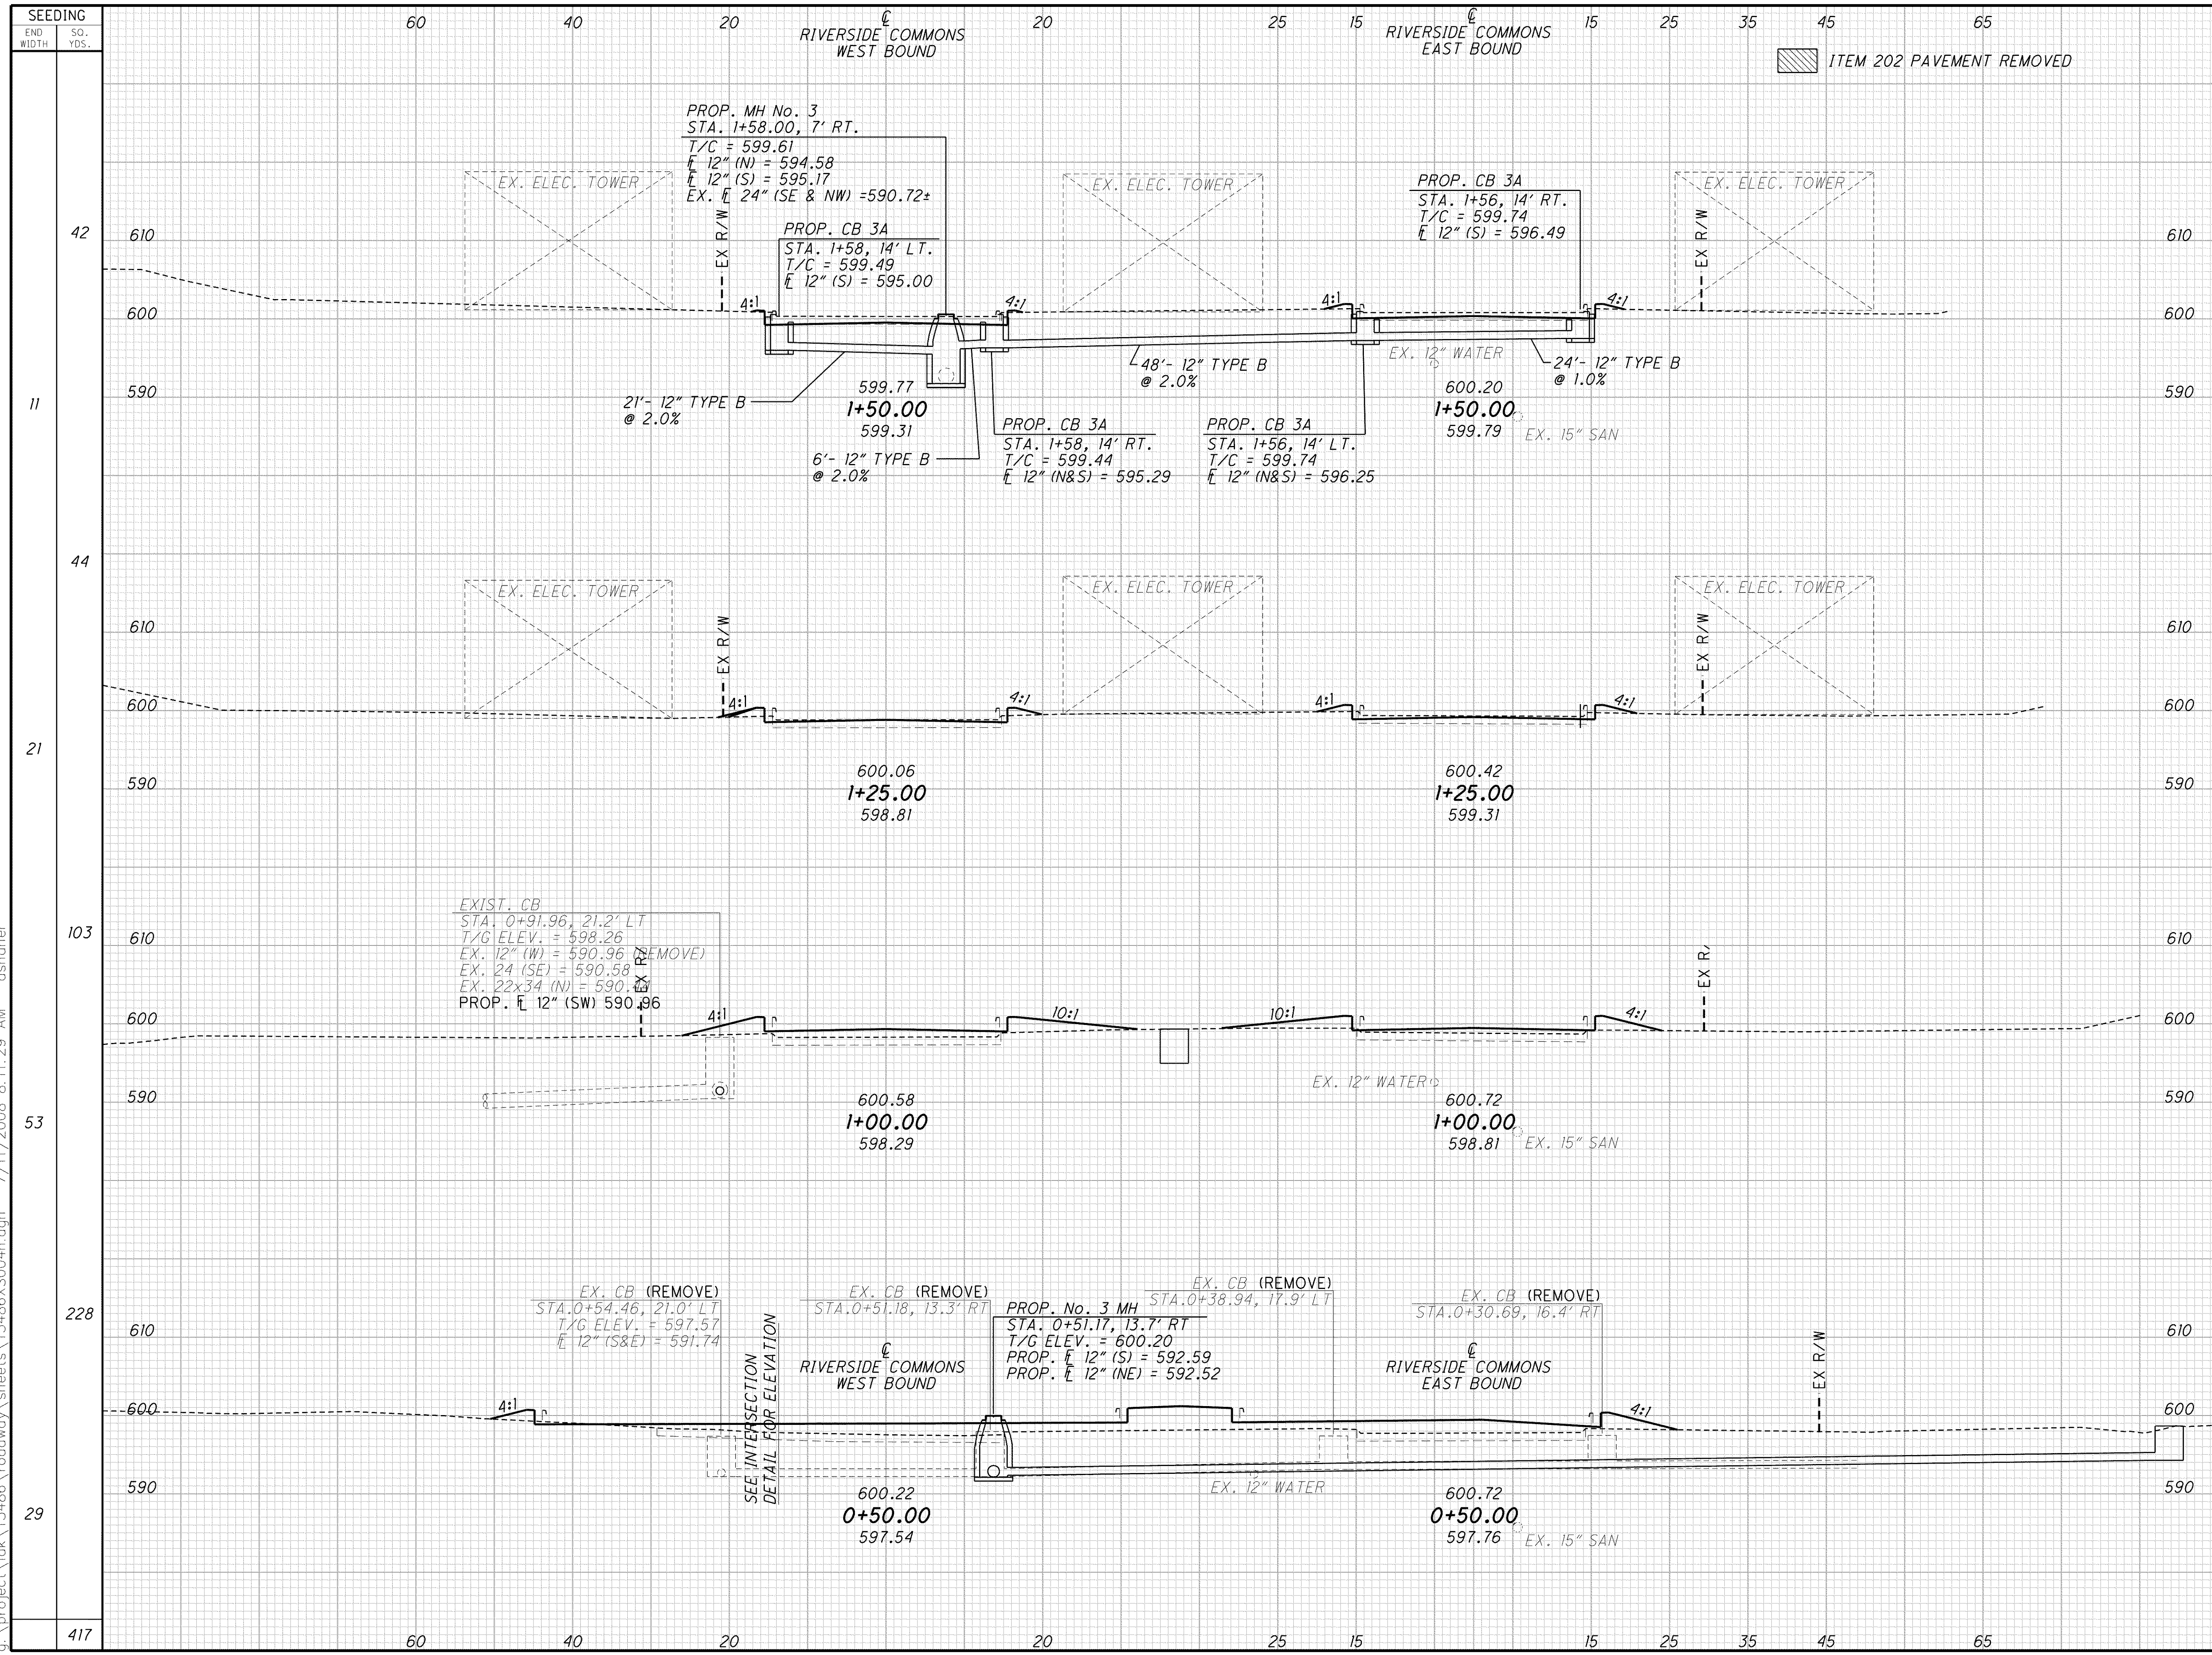 SEEDING
END WIDTH
SQ. YDS.
60 40 20 ℄ 20 25 15 ℄ 15 25 35 45 65
RIVERSIDE COMMONS
WEST BOUND
RIVERSIDE COMMONS
EAST BOUND
ITEM 202 PAVEMENT REMOVED
PROP. MH No. 3
STA. 1+58.00, 7' RT.
T/C = 599.61
℄ 12" (N) = 594.58
℄ 12" (S) = 595.17
EX. ℄ 24" (SE & NW) =590.72±
PROP. CB 3A
STA. 1+58, 14' LT.
T/C = 599.49
℄ 12" (S) = 595.00
PROP. CB 3A
STA. 1+56, 14' RT.
T/C = 599.74
℄ 12" (S) = 596.49
EX. ELEC. TOWER
EX. ELEC. TOWER
EX. ELEC. TOWER
EX R/W
EX R/W
42
610 610
600 600
590 590
4:1 4:1 4:1 4:1
EX. 12" WATER
48'- 12" TYPE B
@ 2.0%
24'- 12" TYPE B
@ 1.0%
21'- 12" TYPE B
@ 2.0%
6'- 12" TYPE B
@ 2.0%
11
599.77
1+50.00
599.31
600.20
1+50.00
599.79
EX. 15" SAN
PROP. CB 3A
STA. 1+58, 14' RT.
T/C = 599.44
℄ 12" (N&S) = 595.29
PROP. CB 3A
STA. 1+56, 14' LT.
T/C = 599.74
℄ 12" (N&S) = 596.25
44
EX. ELEC. TOWER
EX. ELEC. TOWER
EX. ELEC. TOWER
EX R/W
EX R/W
610 610
600 600
590 590
4:1 4:1 4:1 4:1
21
600.06
1+25.00
598.81
600.42
1+25.00
599.31
103
EXIST. CB
STA. 0+91.96, 21.2' LT
T/G ELEV. = 598.26
EX. 12" (W) = 590.96 (REMOVE)
EX. 24 (SE) = 590.58
EX. 22x34 (N) = 590.44
PROP. ℄ 12" (SW) 590.96
EX R/
EX R/
610 610
600 600
590 590
4:1 10:1 10:1 4:1
EX. 12" WATER
53
600.58
1+00.00
598.29
600.72
1+00.00
598.81
EX. 15" SAN
228
EX. CB (REMOVE)
STA.0+54.46, 21.0' LT
T/G ELEV. = 597.57
℄ 12" (S&E) = 591.74
EX. CB (REMOVE)
STA.0+51.18, 13.3' RT
PROP. No. 3 MH
STA. 0+51.17, 13.7' RT
T/G ELEV. = 600.20
PROP. ℄ 12" (S) = 592.59
PROP. ℄ 12" (NE) = 592.52
EX. CB (REMOVE)
STA.0+38.94, 17.9' LT
EX. CB (REMOVE)
STA.0+30.69, 16.4' RT
SEE INTERSECTION
DETAIL FOR ELEVATION
℄
RIVERSIDE COMMONS
WEST BOUND
℄
RIVERSIDE COMMONS
EAST BOUND
EX R/W
610 610
600 600
590 590
4:1 4:1
EX. 12" WATER
29
600.22
0+50.00
597.54
600.72
0+50.00
597.76
EX. 15" SAN
417
60 40 20 20 25 15 15 25 35 45 65